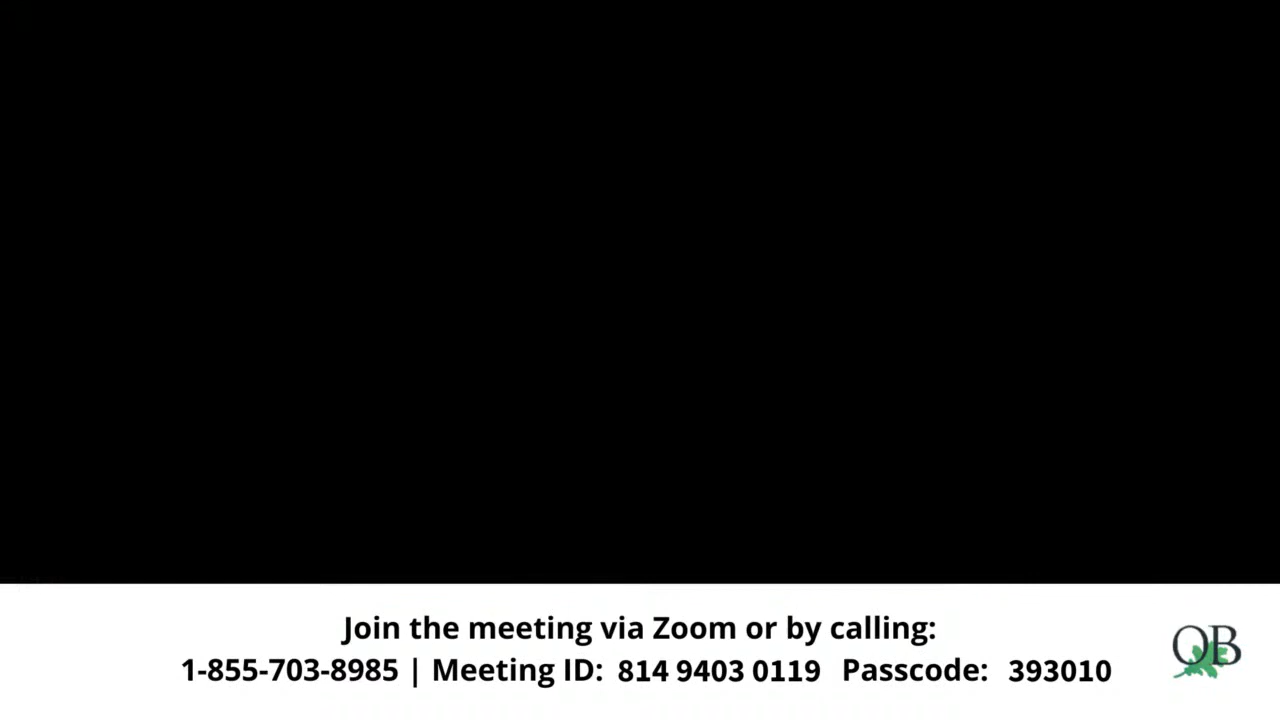 Join the meeting via Zoom or by calling:
1-855-703-8985 | Meeting ID: 814 9403 0119 Passcode: 393010
QB